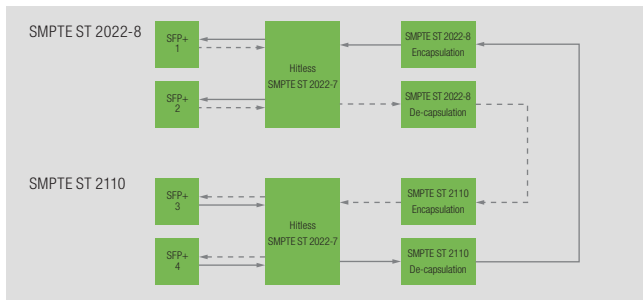 SMPTE ST 2022-8
SFP+
1
Hitless
SMPTE ST 2022-7
SMPTE ST 2022-8
Encapsulation
SFP+
2
SMPTE ST 2022-8
De-capsulation
SMPTE ST 2110
SFP+
3
Hitless
SMPTE ST 2022-7
SMPTE ST 2110
Encapsulation
SFP+
4
SMPTE ST 2110
De-capsulation